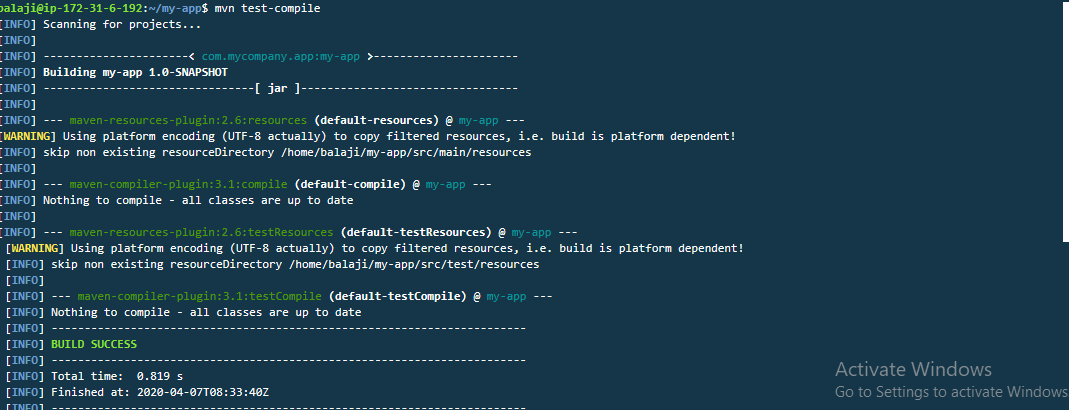 balaji@ip-172-31-6-192:~/my-app$ mvn test-compile
[INFO] Scanning for projects...
[INFO]
[INFO] ----------------------< com.mycompany.app:my-app >----------------------
[INFO] Building my-app 1.0-SNAPSHOT
[INFO] --------------------------------[ jar ]---------------------------------
[INFO]
[INFO] --- maven-resources-plugin:2.6:resources (default-resources) @ my-app ---
[WARNING] Using platform encoding (UTF-8 actually) to copy filtered resources, i.e. build is platform dependent!
[INFO] skip non existing resourceDirectory /home/balaji/my-app/src/main/resources
[INFO]
[INFO] --- maven-compiler-plugin:3.1:compile (default-compile) @ my-app ---
[INFO] Nothing to compile - all classes are up to date
[INFO]
[INFO] --- maven-resources-plugin:2.6:testResources (default-testResources) @ my-app ---
[WARNING] Using platform encoding (UTF-8 actually) to copy filtered resources, i.e. build is platform dependent!
[INFO] skip non existing resourceDirectory /home/balaji/my-app/src/test/resources
[INFO]
[INFO] --- maven-compiler-plugin:3.1:testCompile (default-testCompile) @ my-app ---
[INFO] Nothing to compile - all classes are up to date
[INFO] ------------------------------------------------------------------------
[INFO] BUILD SUCCESS
[INFO] ------------------------------------------------------------------------
[INFO] Total time:  0.819 s
[INFO] Finished at: 2020-04-07T08:33:40Z
[INFO] ------------------------------------------------------------------------
Activate Windows
Go to Settings to activate Windows